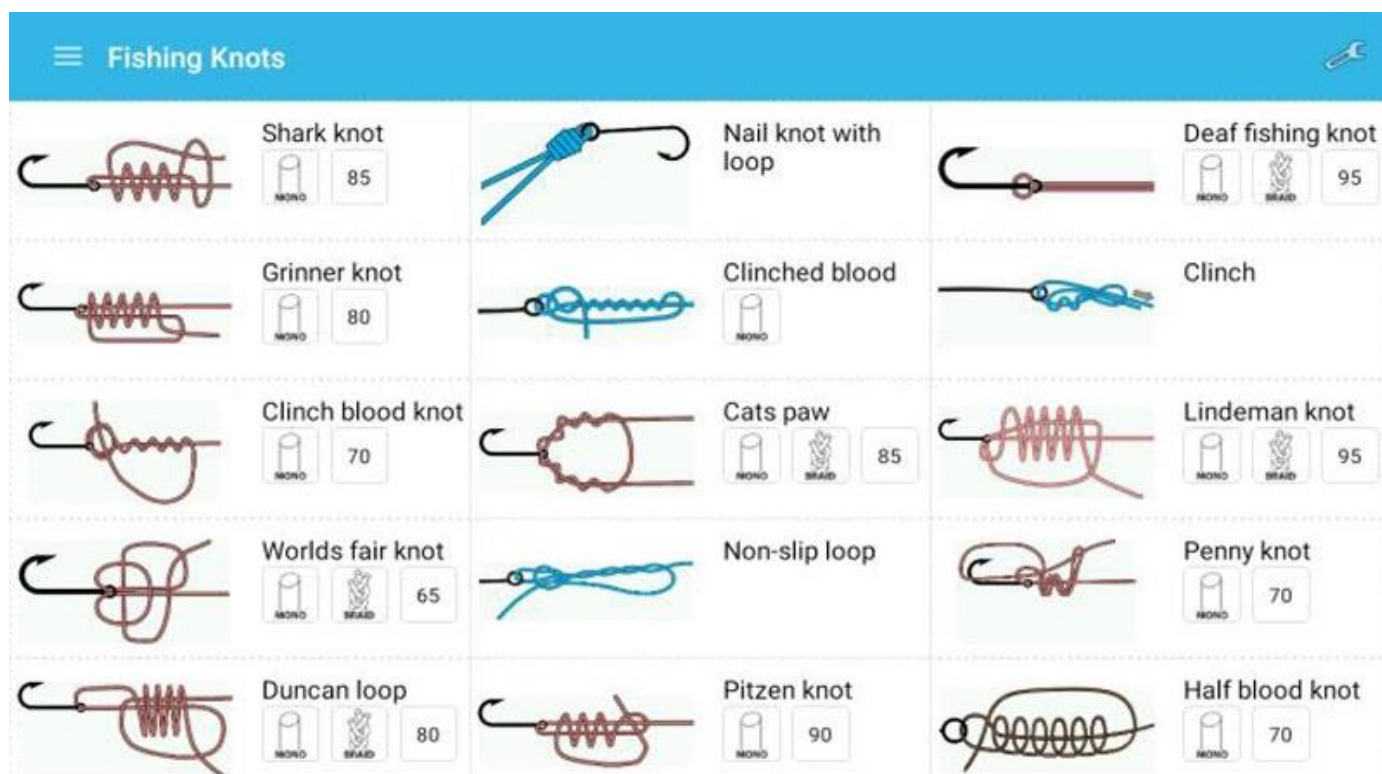 Fishing Knots
Shark knot
MONO 85
Nail knot with
loop
Deaf fishing knot
MONO BRAID 95
Grinner knot
MONO 80
Clinched blood
MONO
Clinch
Clinch blood knot
MONO 70
Cats paw
MONO BRAID 85
Lindeman knot
MONO BRAID 95
Worlds fair knot
MONO BRAID 65
Non-slip loop
Penny knot
MONO 70
Duncan loop
MONO BRAID 80
Pitzen knot
MONO 90
Half blood knot
MONO 70